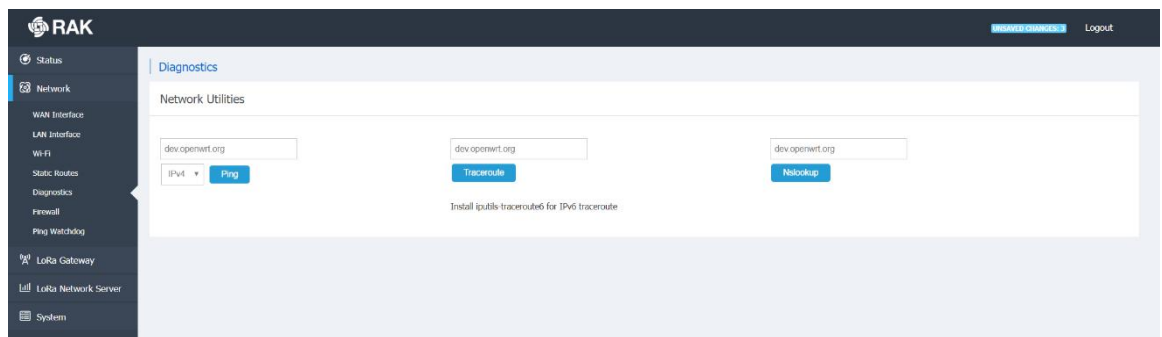 RAK
UNSAVED CHANGES: 3
Logout
Status
Network
WAN Interface
LAN Interface
Wi-Fi
Static Routes
Diagnostics
Firewall
Ping Watchdog
LoRa Gateway
LoRa Network Server
System
Diagnostics
Network Utilities
dev.openwrt.org
IPv4
Ping
dev.openwrt.org
Traceroute
Install iputils-traceroute6 for IPv6 traceroute
dev.openwrt.org
Nslookup